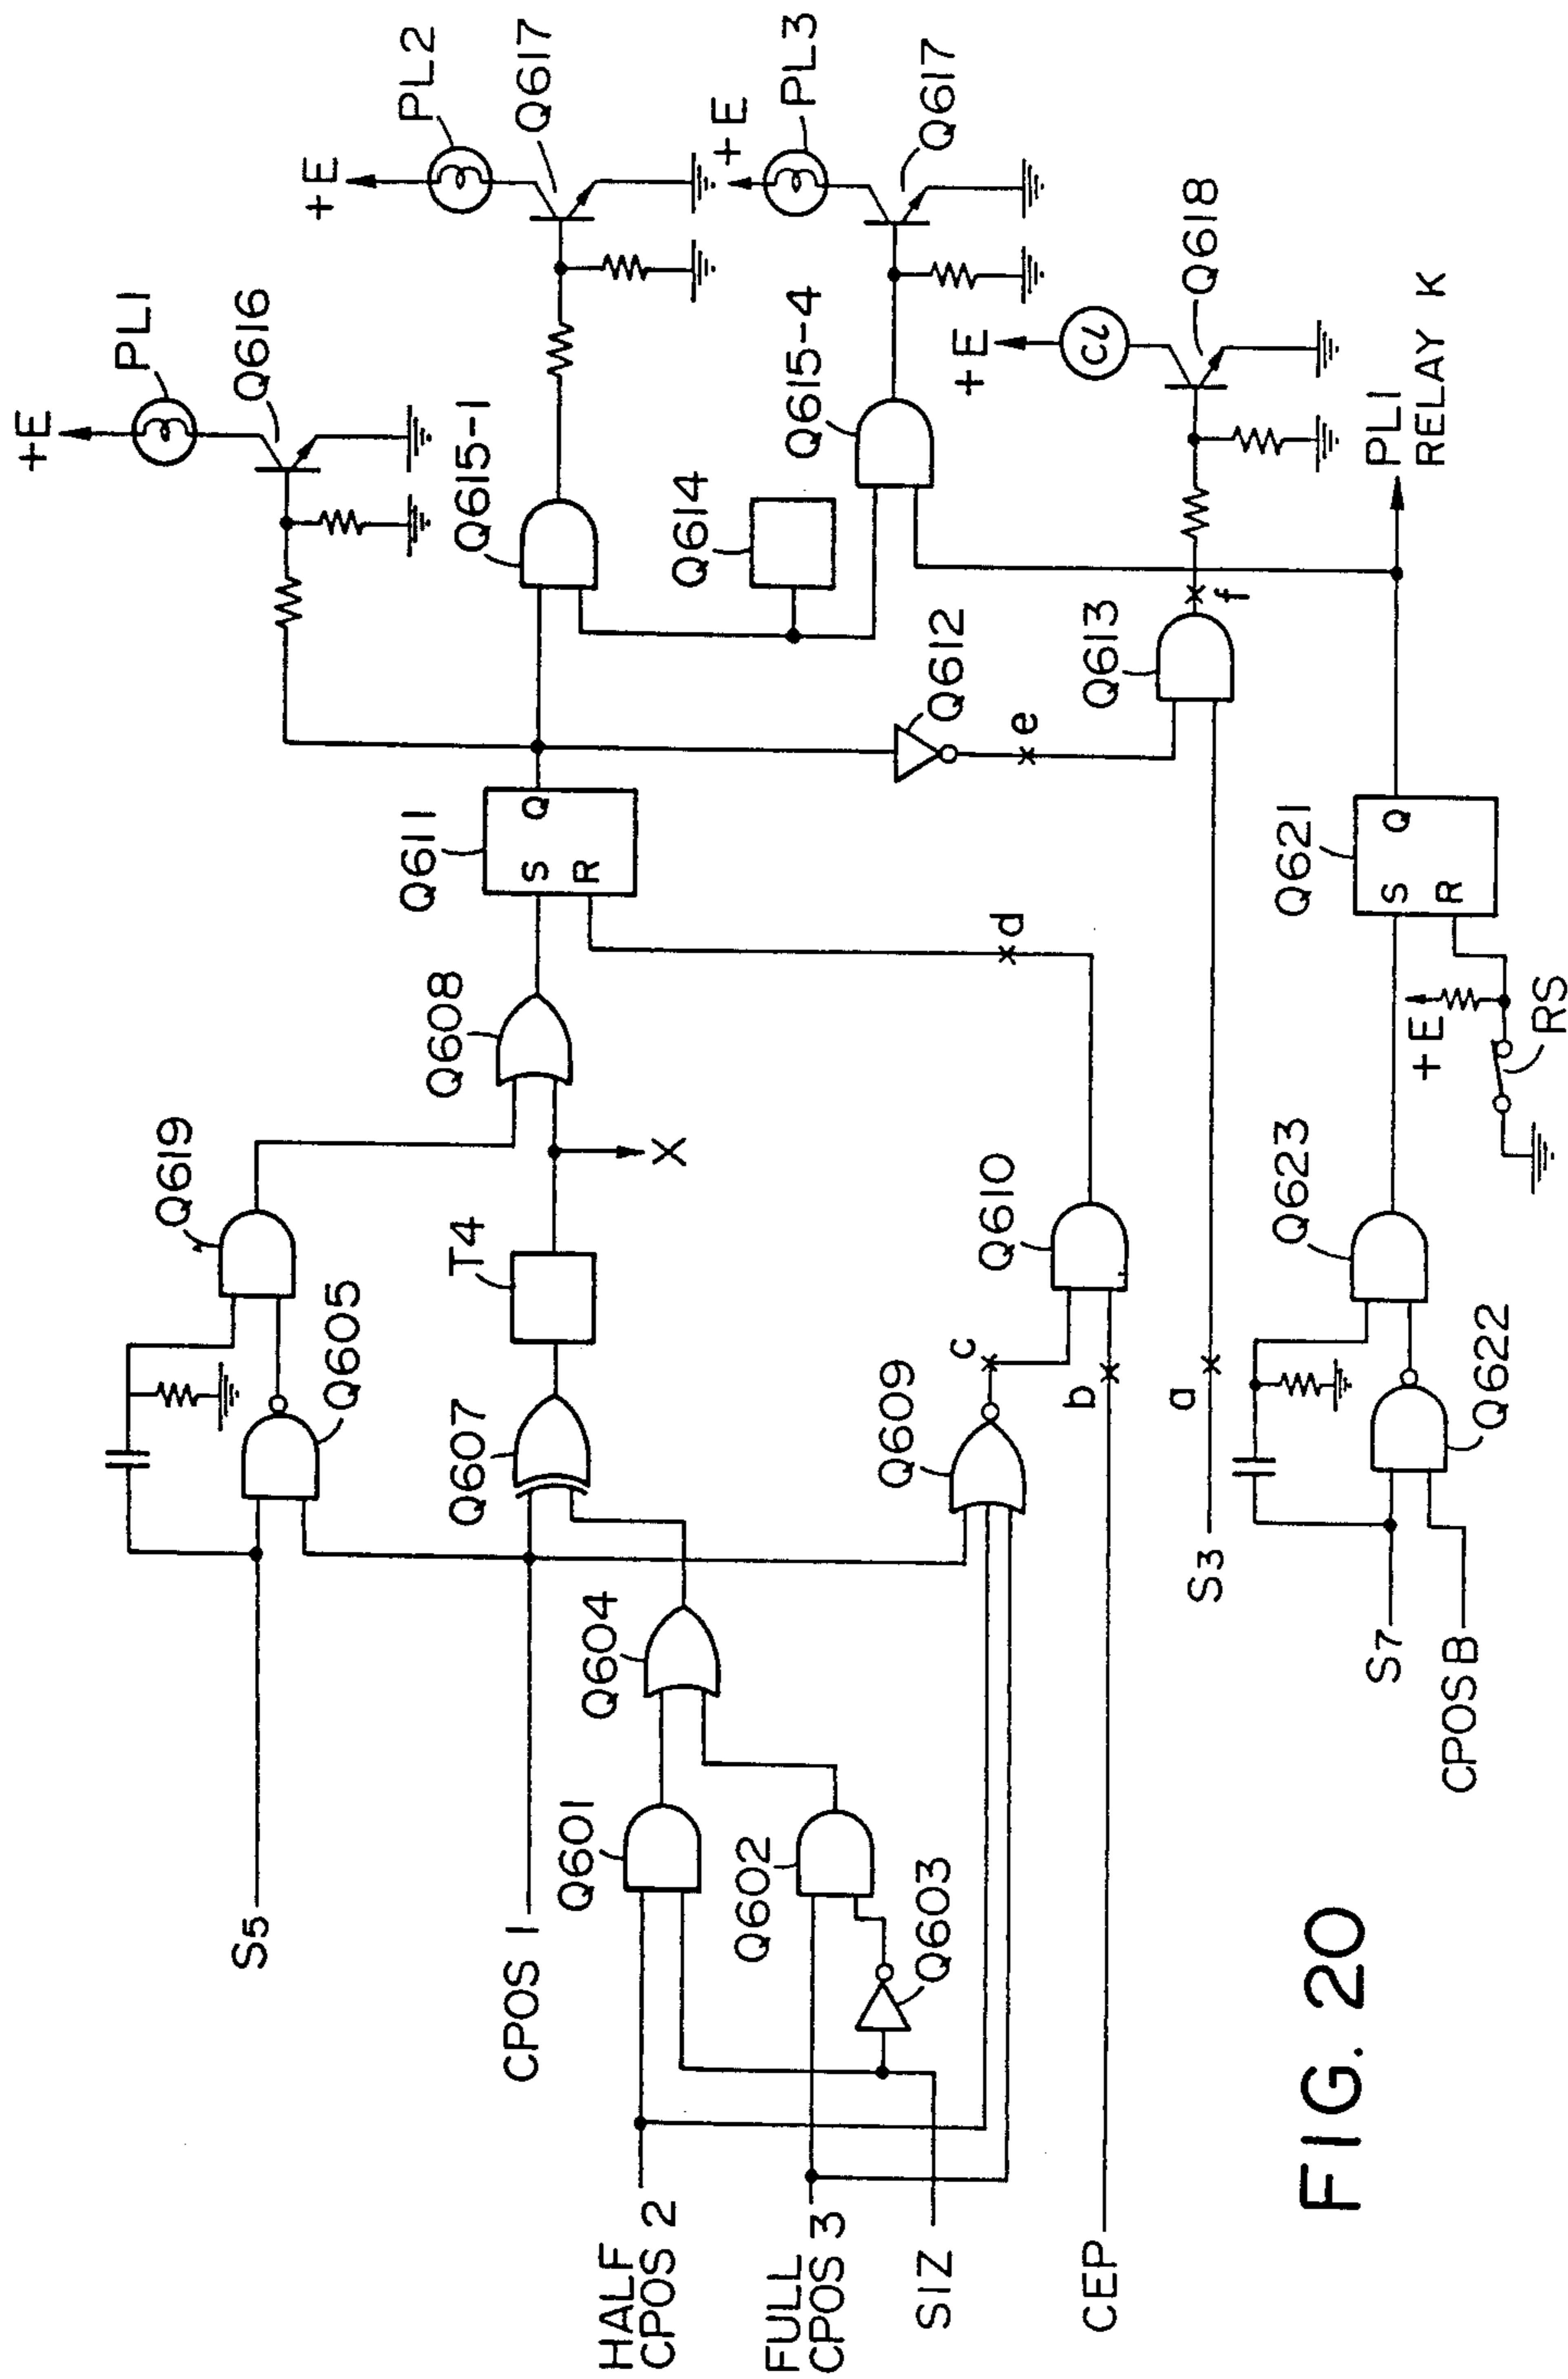 S5
CPOS 1
HALF
CPOS 2
FULL
CPOS 3
SIZ
CEP
S3
S7
CPOS B
Q601
Q602
Q603
Q604
Q605
Q619
Q607
T4
X
Q608
Q609
Q610
a
b
c
d
Q611
S
Q
R
Q612
e
Q613
f
Q614
Q615-1
Q615-4
+E
PL1
Q616
+E
PL2
Q617
+E
PL3
Q617
+E
CL
Q618
PL1
RELAY K
Q621
S
Q
R
Q622
Q623
+E
RS
FIG. 20